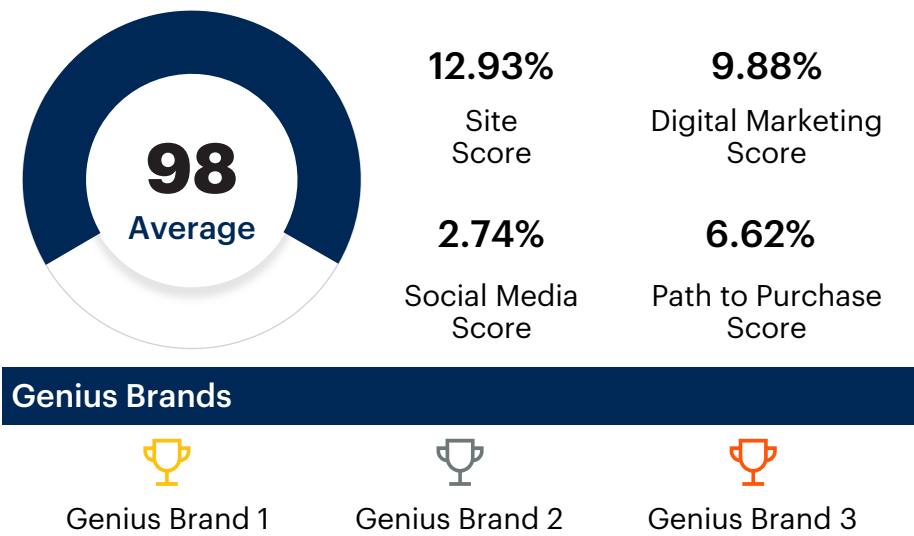 98
Average
12.93%
Site
Score
9.88%
Digital Marketing
Score
2.74%
Social Media
Score
6.62%
Path to Purchase
Score
Genius Brands
Genius Brand 1
Genius Brand 2
Genius Brand 3